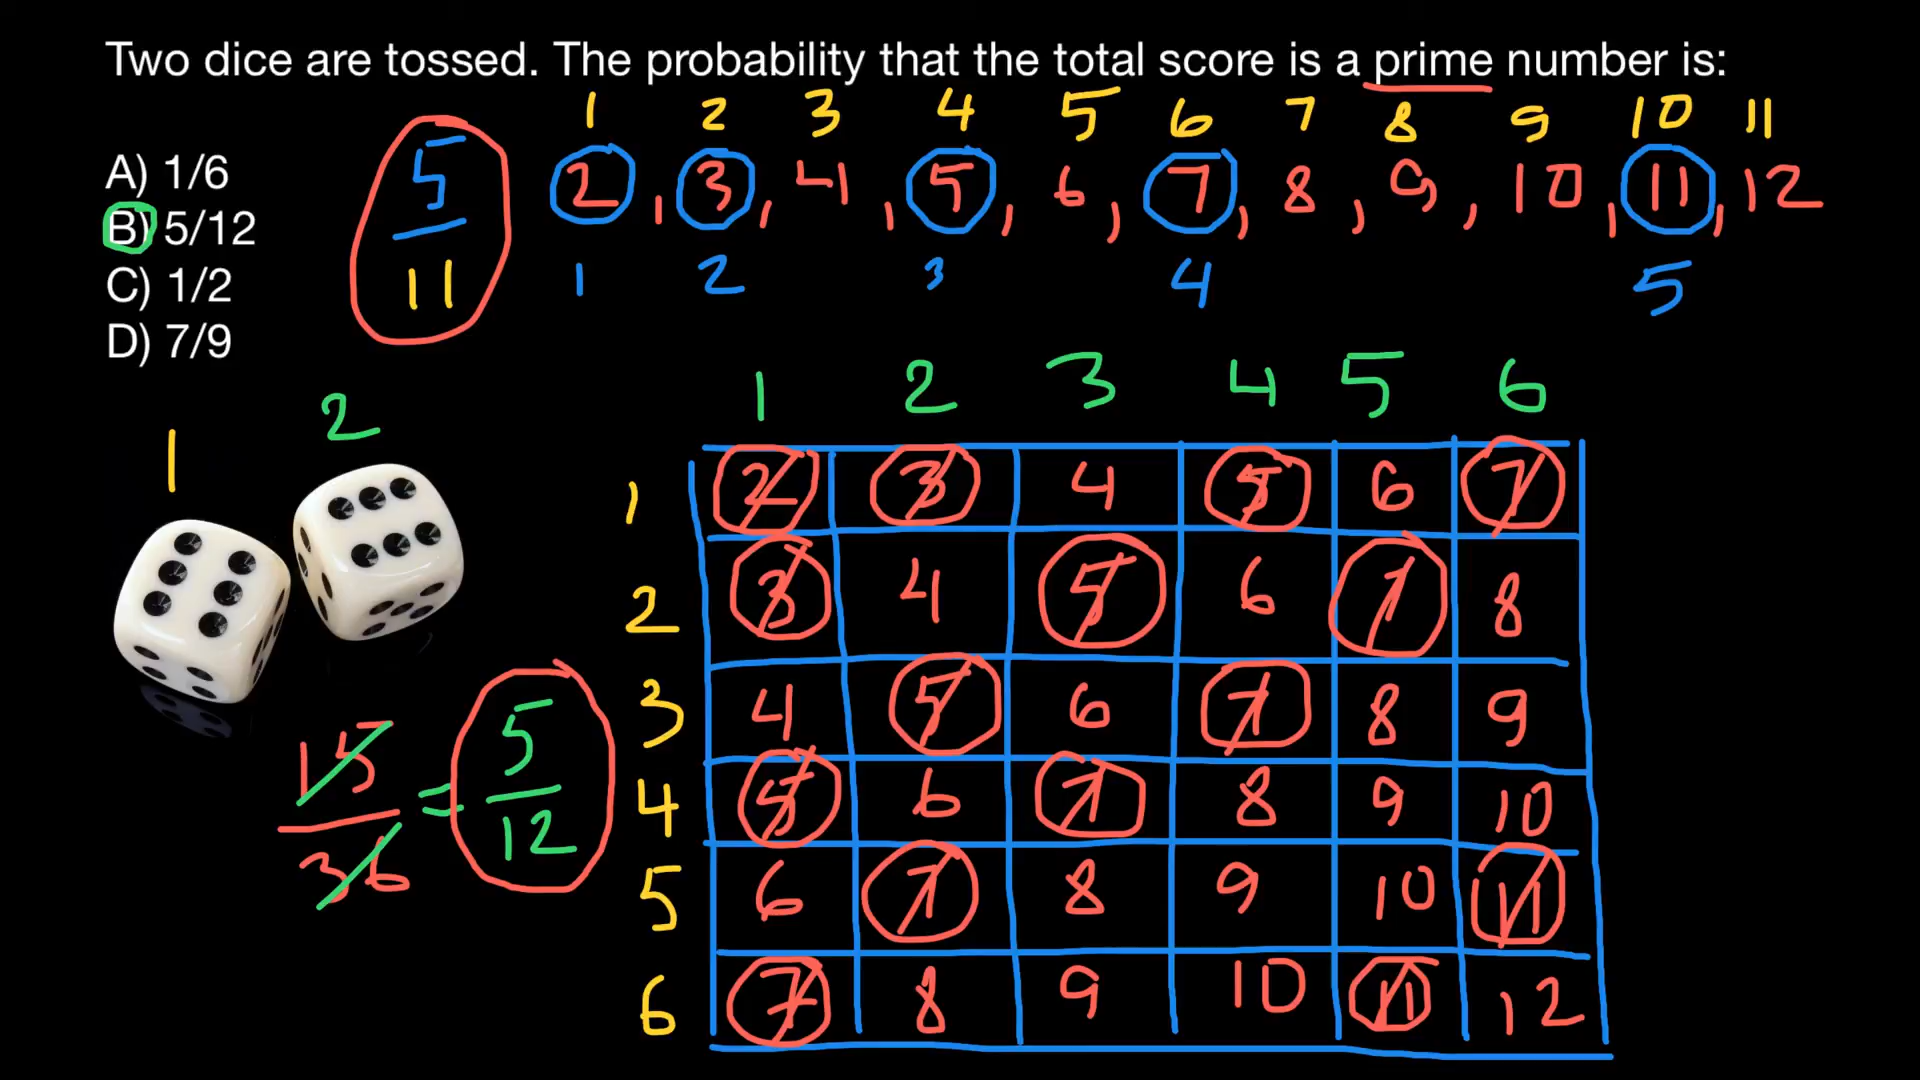 Two dice are tossed. The probability that the total score is a prime number is:
1 2 3 4 5 6 7 8 9 10 11
2, 3, 4, 5, 6, 7, 8, 9, 10, 11, 12
1 2 3 4 5
5/11
A) 1/6
B) 5/12
C) 1/2
D) 7/9
1 2
1 2 3 4 5 6
1 2 3 4 5 6 7
2 3 4 5 6 7 8
3 4 5 6 7 8 9
4 5 6 7 8 9 10
5 6 7 8 9 10 11
6 7 8 9 10 11 12
15/36 = 5/12